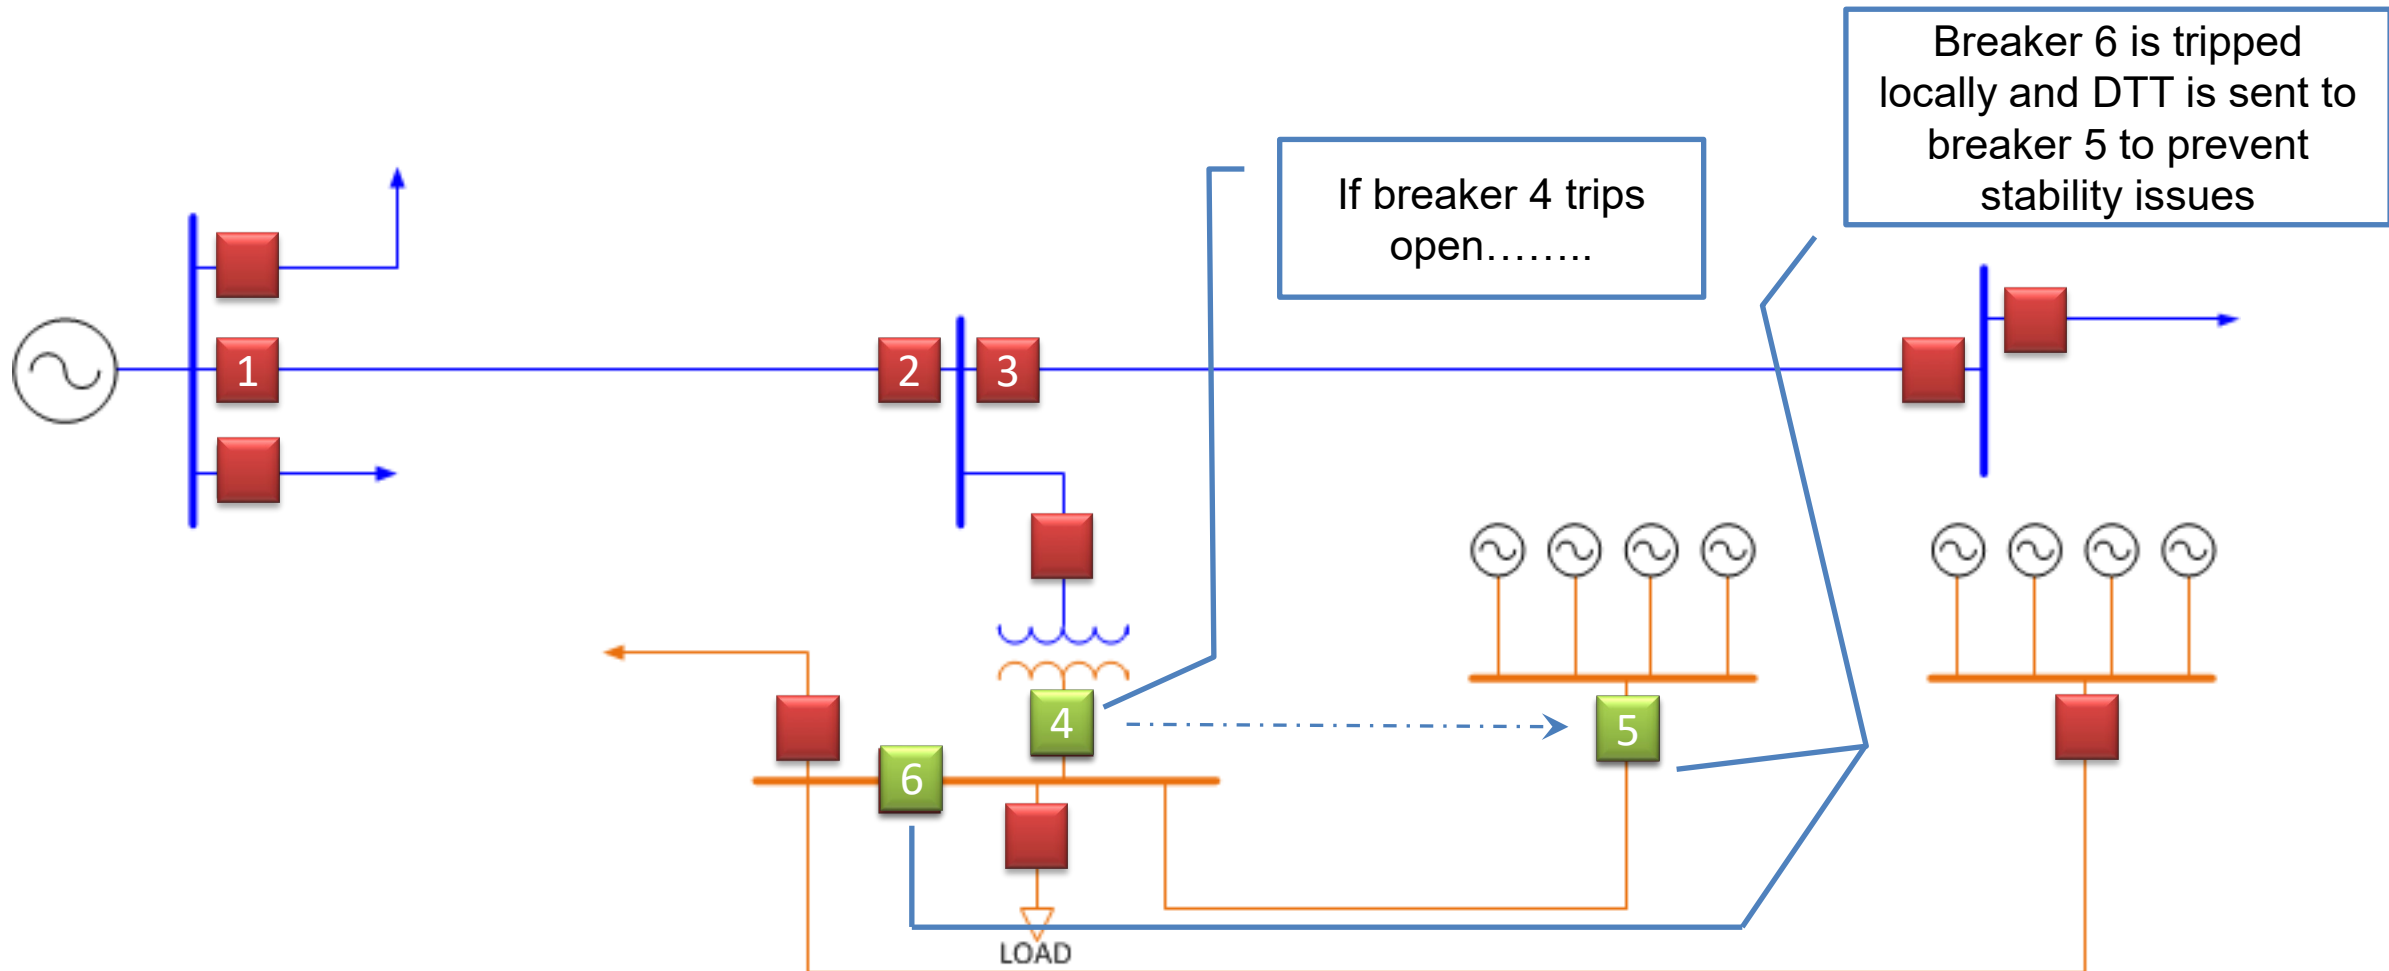 Breaker 6 is tripped
locally and DTT is sent to
breaker 5 to prevent
stability issues
If breaker 4 trips
open……..
1
2
3
4
5
6
LOAD